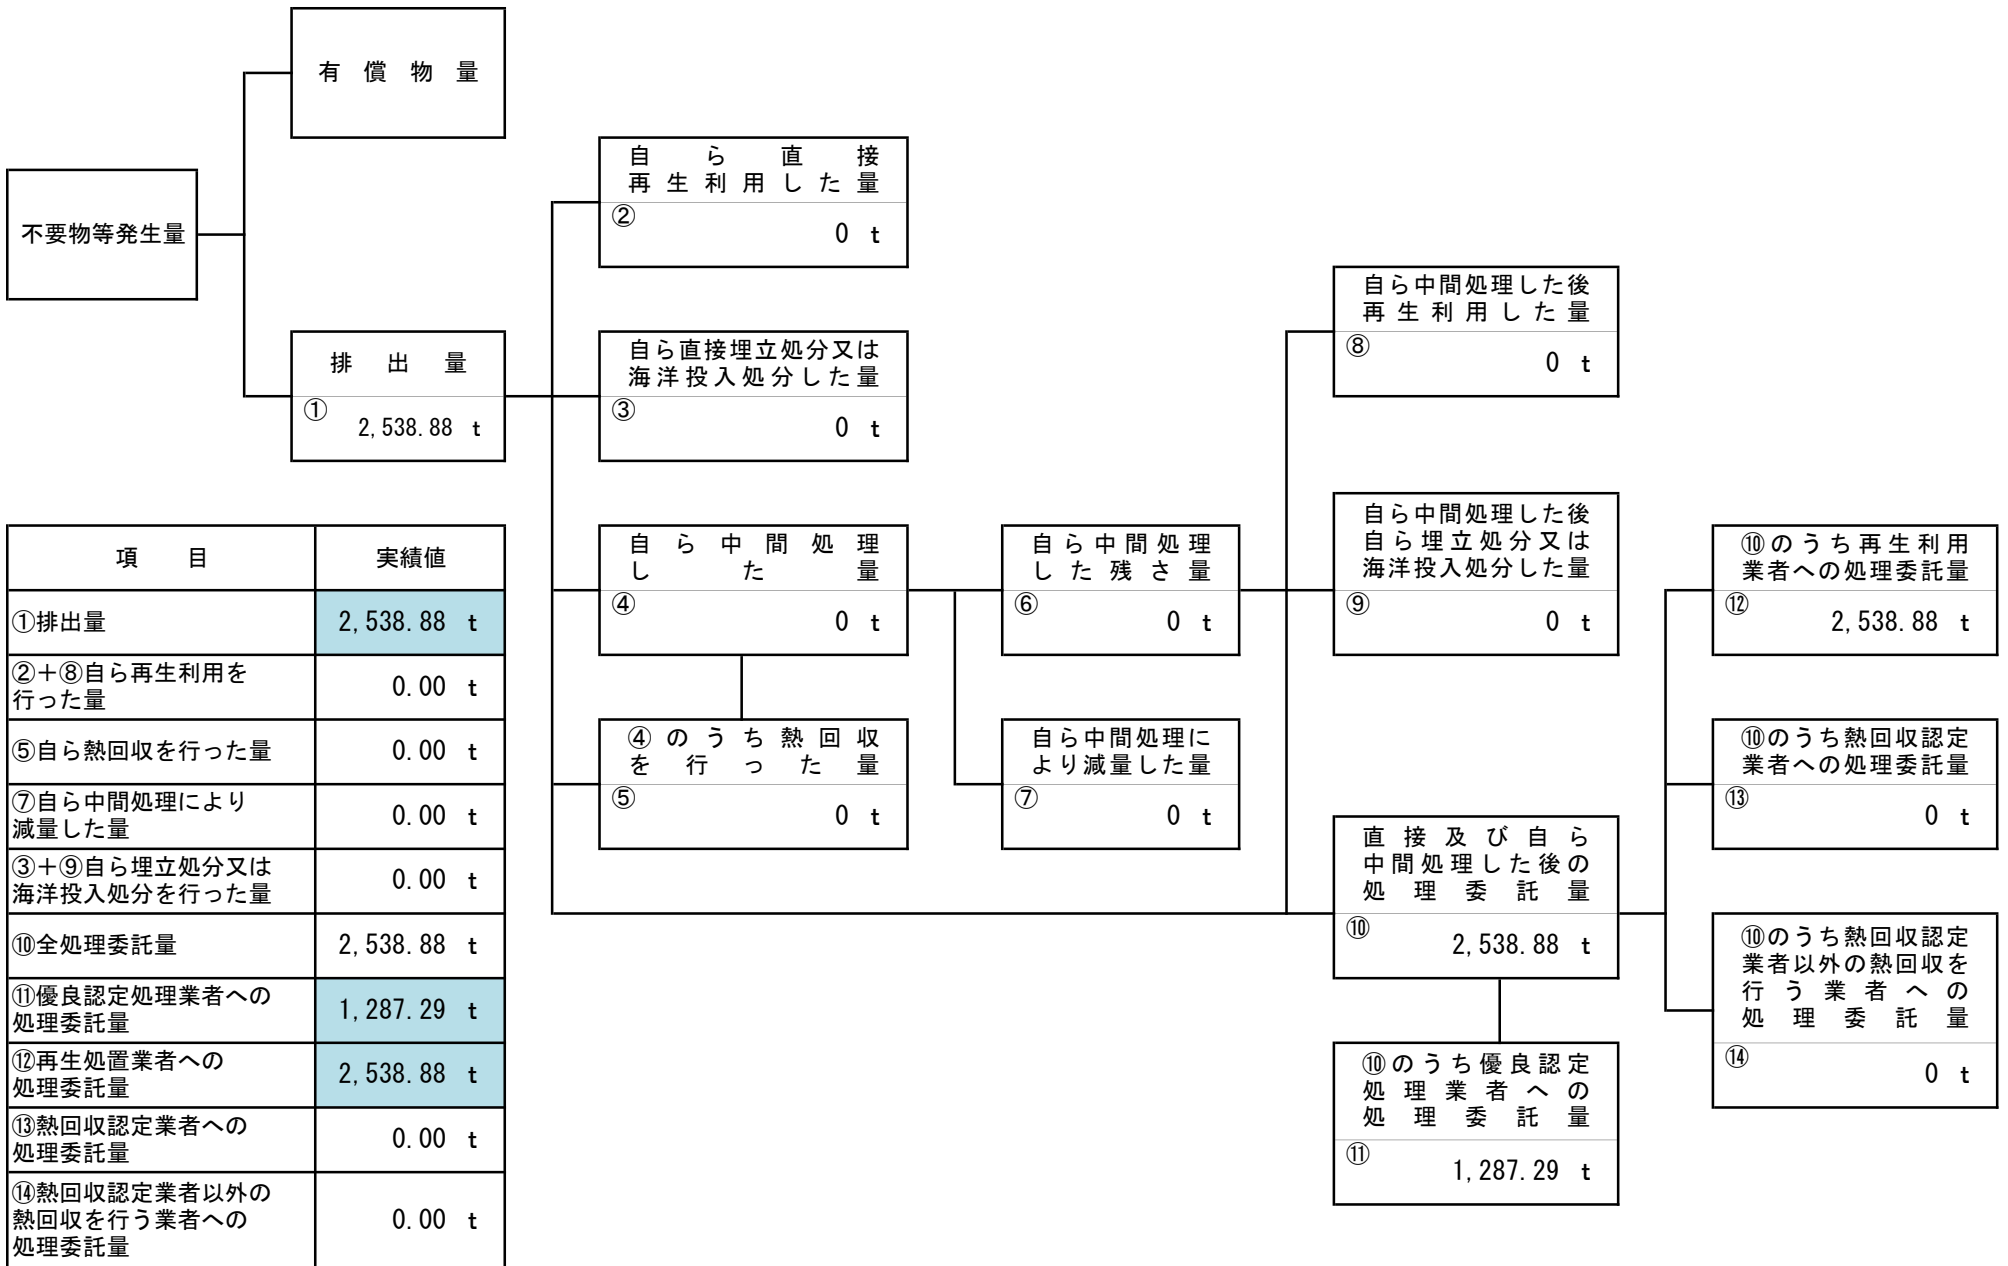 有償物量
不要物等発生量
排出量
① 2,538.88 t
自ら直接
再生利用した量
② 0 t
自ら直接埋立処分又は
海洋投入処分した量
③ 0 t
自ら中間処理
した量
④ 0 t
④のうち熱回収
を行った量
⑤ 0 t
自ら中間処理
した残さ量
⑥ 0 t
自ら中間処理に
より減量した量
⑦ 0 t
自ら中間処理した後
再生利用した量
⑧ 0 t
自ら中間処理した後
自ら埋立処分又は
海洋投入処分した量
⑨ 0 t
直接及び自ら
中間処理した後の
処理委託量
⑩ 2,538.88 t
⑩のうち優良認定
処理業者への
処理委託量
⑪ 1,287.29 t
⑩のうち再生利用
業者への処理委託量
⑫ 2,538.88 t
⑩のうち熱回収認定
業者への処理委託量
⑬ 0 t
⑩のうち熱回収認定
業者以外の熱回収を
行う業者への
処理委託量
⑭ 0 t
項目 実績値
①排出量 2,538.88 t
②＋⑧自ら再生利用を
行った量 0.00 t
⑤自ら熱回収を行った量 0.00 t
⑦自ら中間処理により
減量した量 0.00 t
③＋⑨自ら埋立処分又は
海洋投入処分を行った量 0.00 t
⑩全処理委託量 2,538.88 t
⑪優良認定処理業者への
処理委託量 1,287.29 t
⑫再生処置業者への
処理委託量 2,538.88 t
⑬熱回収認定業者への
処理委託量 0.00 t
⑭熱回収認定業者以外の
熱回収を行う業者への
処理委託量 0.00 t